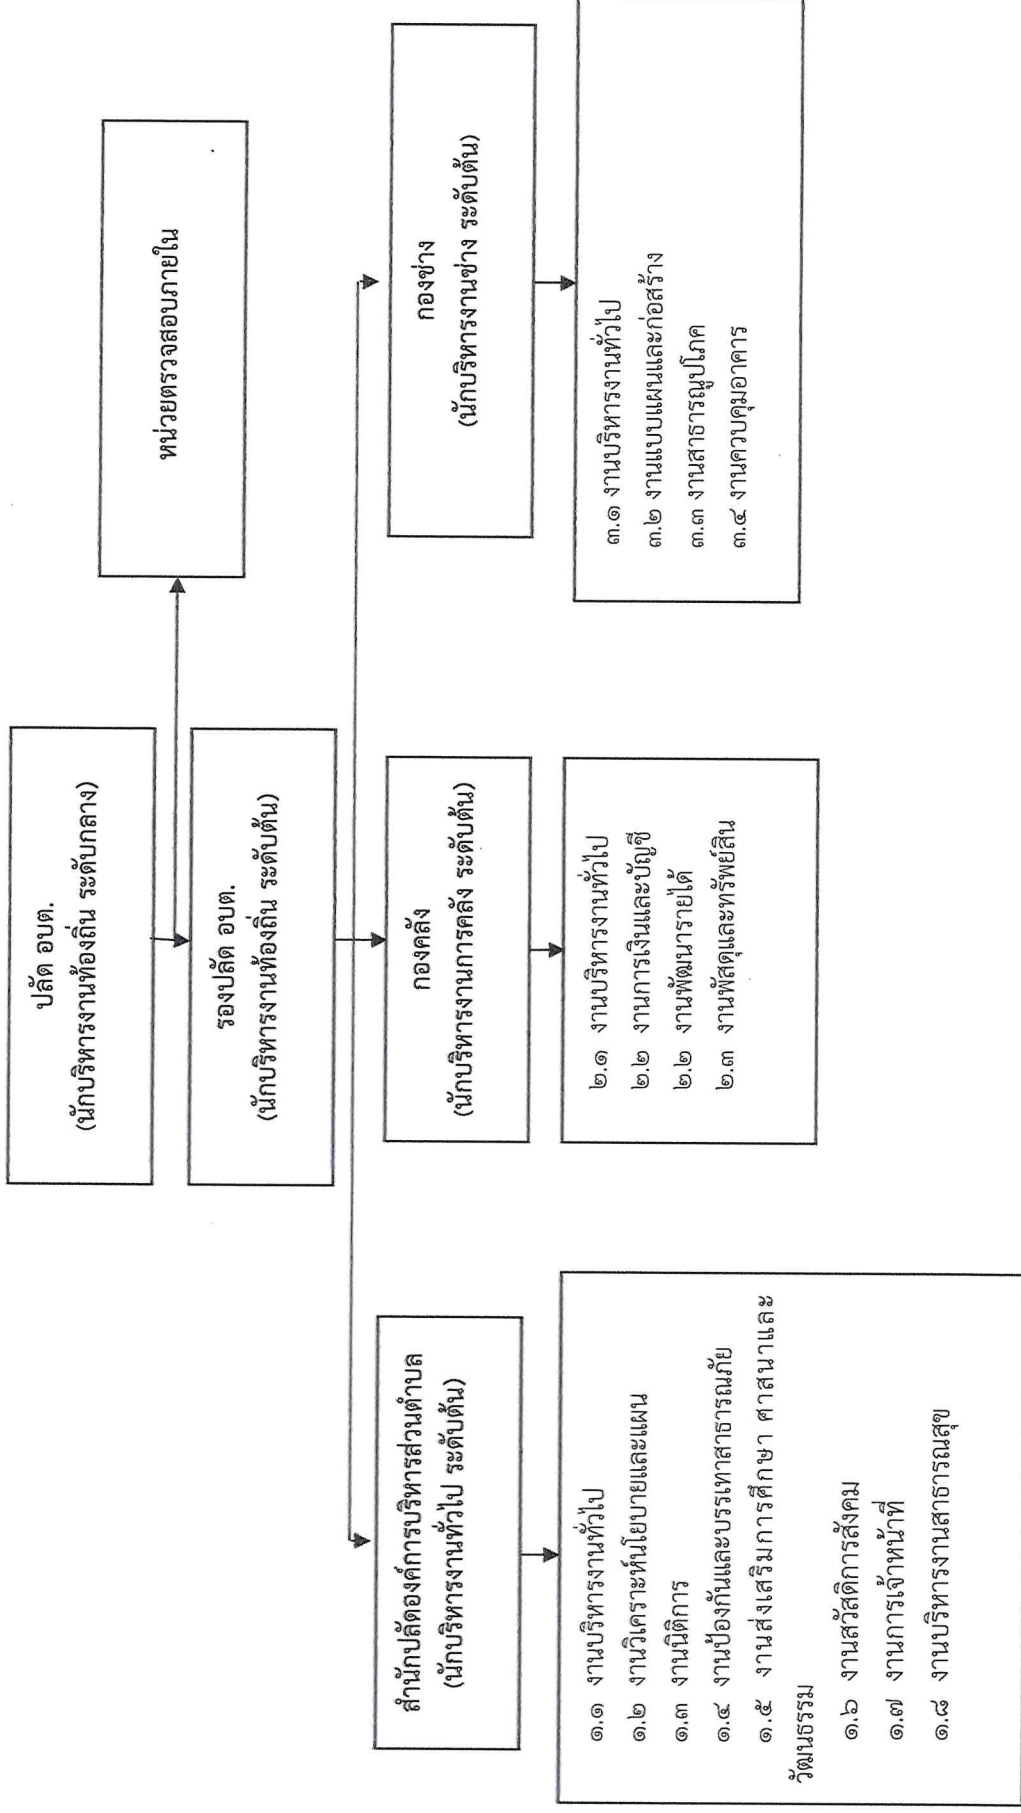 ปลัด อบต.
(นักบริหารงานท้องถิ่น ระดับกลาง)
หน่วยตรวจสอบภายใน
รองปลัด อบต.
(นักบริหารงานท้องถิ่น ระดับต้น)
สำนักปลัดองค์การบริหารส่วนตำบล
(นักบริหารงานทั่วไป ระดับต้น)
๑.๑ งานบริหารงานทั่วไป
๑.๒ งานวิเคราะห์นโยบายและแผน
๑.๓ งานนิติการ
๑.๔ งานป้องกันและบรรเทาสาธารณภัย
๑.๕ งานส่งเสริมการศึกษา ศาสนาและ
วัฒนธรรม
๑.๖ งานสวัสดิการสังคม
๑.๗ งานการเจ้าหน้าที่
๑.๘ งานบริหารงานสาธารณสุข
กองคลัง
(นักบริหารงานการคลัง ระดับต้น)
๒.๑ งานบริหารงานทั่วไป
๒.๒ งานการเงินและบัญชี
๒.๒ งานพัฒนารายได้
๒.๓ งานพัสดุและทรัพย์สิน
กองช่าง
(นักบริหารงานช่าง ระดับต้น)
๓.๑ งานบริหารงานทั่วไป
๓.๒ งานแบบแผนและก่อสร้าง
๓.๓ งานสาธารณูปโภค
๓.๔ งานควบคุมอาคาร